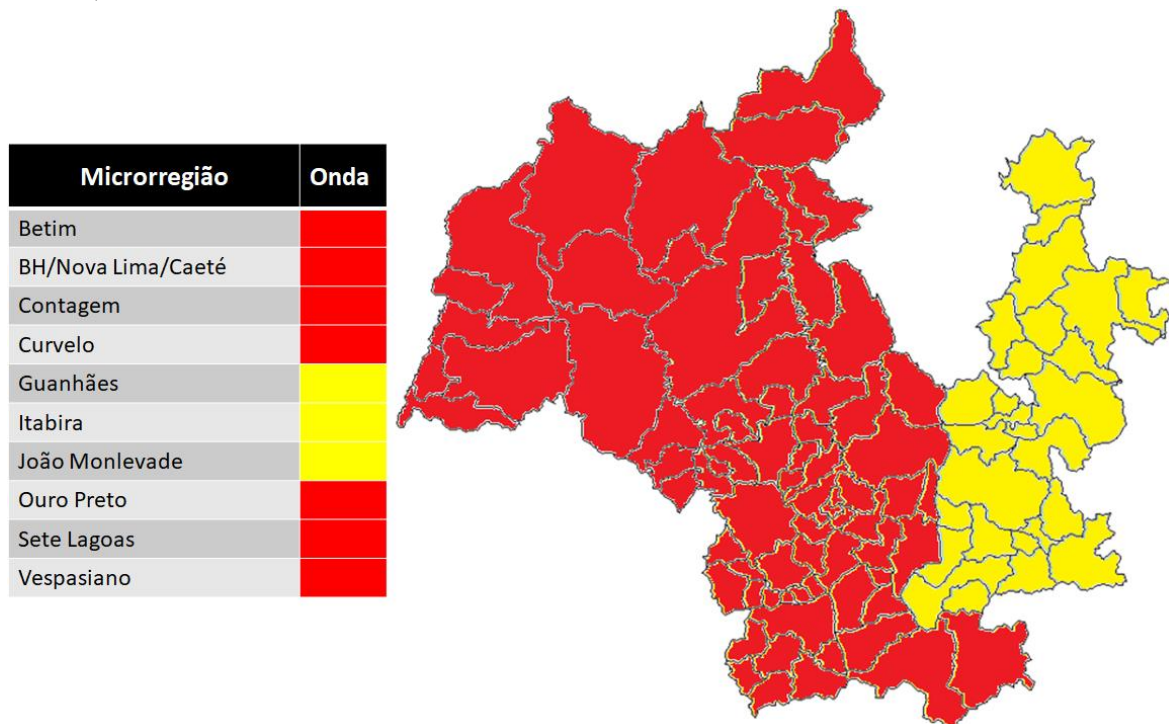 Microrregião Onda
Betim
BH/Nova Lima/Caeté
Contagem
Curvelo
Guanhães
Itabira
João Monlevade
Ouro Preto
Sete Lagoas
Vespasiano